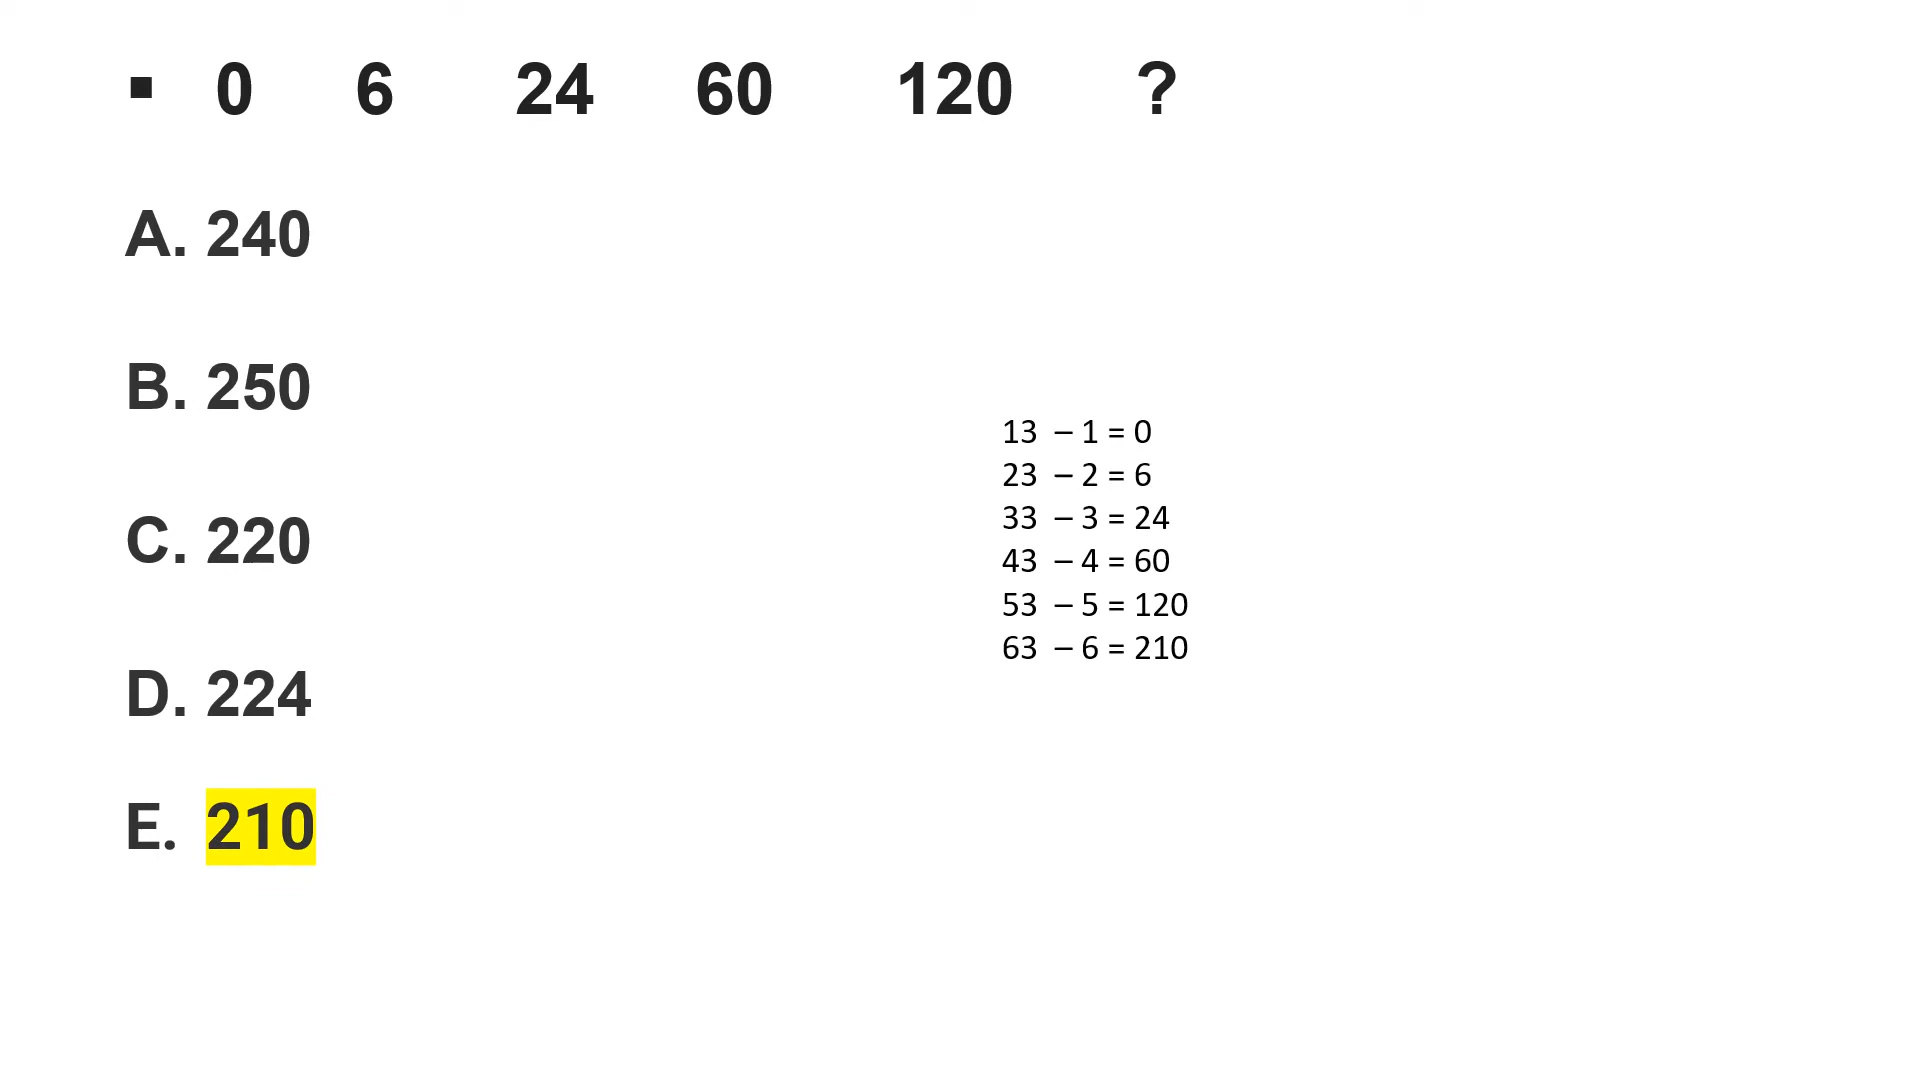 ▪ 0 6 24 60 120 ?
A. 240
B. 250
C. 220
D. 224
E. 210
13 – 1 = 0
23 – 2 = 6
33 – 3 = 24
43 – 4 = 60
53 – 5 = 120
63 – 6 = 210